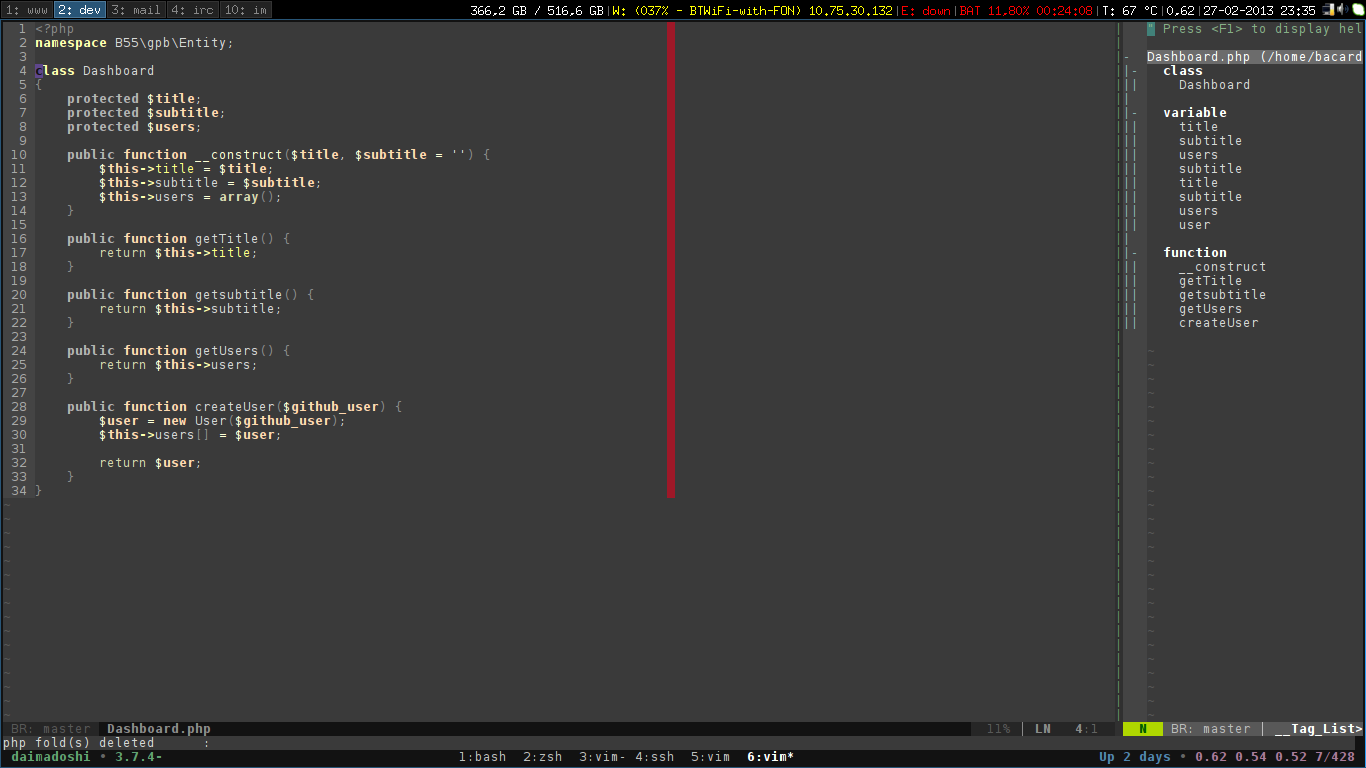 1: www 2: dev 3: mail 4: irc 10: im 366,2 GB / 516,6 GB|W: (037% - BTWiFi-with-FON) 10.75.30.132|E: down|BAT 11,80% 00:24:08|T: 67 °C|0,62|27-02-2013 23:35
1 <?php
2 namespace B55\gpb\Entity;
3
4 class Dashboard
5 {
6     protected $title;
7     protected $subtitle;
8     protected $users;
9
10     public function __construct($title, $subtitle = '') {
11         $this->title = $title;
12         $this->subtitle = $subtitle;
13         $this->users = array();
14     }
15
16     public function getTitle() {
17         return $this->title;
18     }
19
20     public function getsubtitle() {
21         return $this->subtitle;
22     }
23
24     public function getUsers() {
25         return $this->users;
26     }
27
28     public function createUser($github_user) {
29         $user = new User($github_user);
30         $this->users[] = $user;
31
32         return $user;
33     }
34 }
" Press <F1> to display hel
- Dashboard.php (/home/bacard
|- class
|| Dashboard
|
|- variable
|| title
|| subtitle
|| users
|| subtitle
|| title
|| subtitle
|| users
|| user
|
|- function
|| __construct
|| getTitle
|| getsubtitle
|| getUsers
|| createUser
BR: master Dashboard.php 11% | LN 4:1 N BR: master | __Tag_List>
php fold(s) deleted :
daimadoshi • 3.7.4- 1:bash 2:zsh 3:vim- 4:ssh 5:vim 6:vim* Up 2 days • 0.62 0.54 0.52 7/428